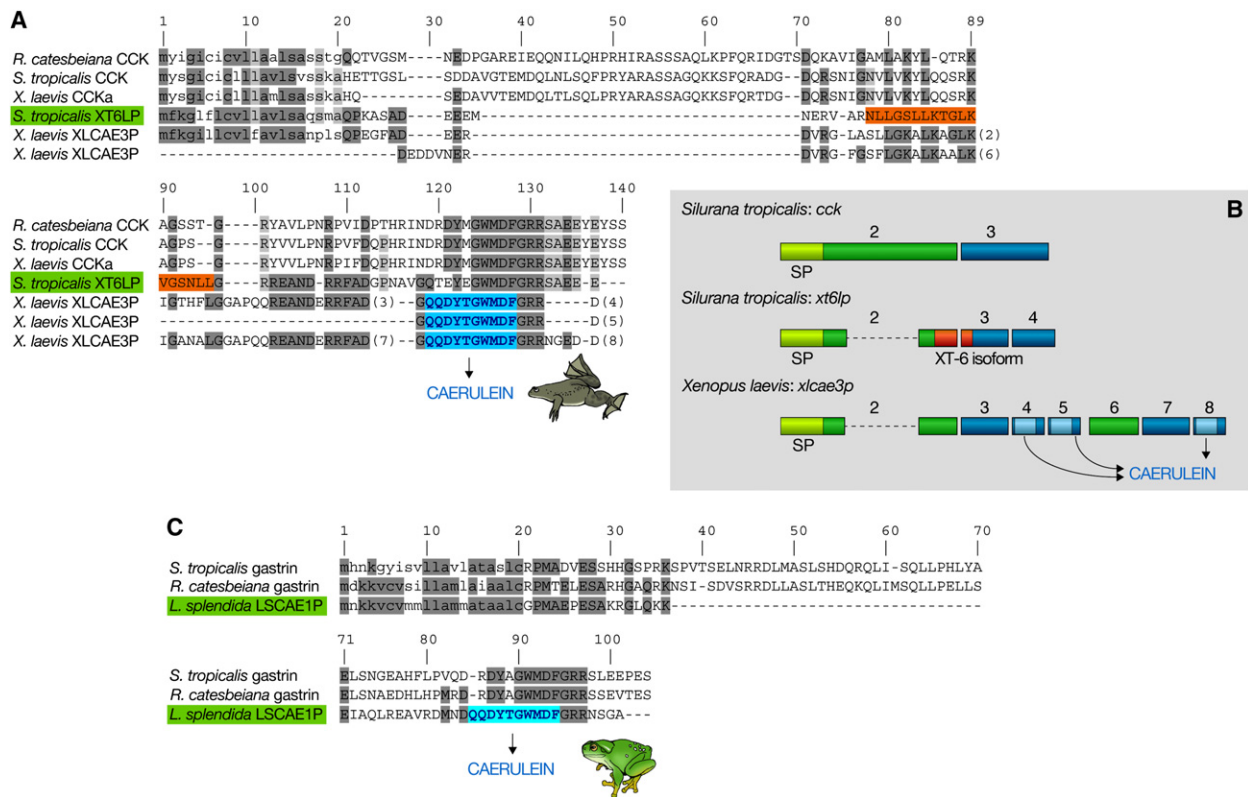 A
1 10 20 30 40 50 60 70 80 89
R. catesbeiana CCK myigicicvllaalsasstgQQTVGSM----NEDPGAREIEQQNILQHPRHIRASSSAQLKPFQRIDGTSDQKAVIGAMLAKYL-QTRK
S. tropicalis CCK mysgiciclllavlsvsskaHETTGSL----SDDAVGTEMDQLNLSQLPRYARASSAGQKKSFQRADG-DQRSNIGNVLVKYLQQSRK
X. laevis CCKa mysgiciclllamlsasskaHQ--------SEDAVVTEMDQLTLSQLPRYARASSAGQKKSFQRTDG-DQRSNIGNVLVKYLQQSRK
S. tropicalis XT6LP mfkglflcvlfavlsaqsmaQPKASAD----EEEM-----------------------------------NERV-ARNLLGSLLKTGLK
X. laevis XLCAE3P mfkgillcvlfavlsanplsQPEGFAD----EER------------------------------------DVRG-LASLLGKALKAGLK(2)
X. laevis XLCAE3P --------------------------DEDDVNER------------------------------------DVRG-FGSFLGKALKAALK(6)
90 100 110 120 130 140
R. catesbeiana CCK AGSST-G----RYAVLPNRPVIDPTHRINDRDYMGWMDFGRRSAEEYEYSS
S. tropicalis CCK AGPS--G----RYVVLPNRPVFDQPHRINDRDYMGWMDFGRRSAEEYEYSS
X. laevis CCKa AGPS--G----RYVVLPNRPIFDQPHRINDRDYMGWMDFGRRSAEEYEYSS
S. tropicalis XT6LP VGSNLLG----RREAND-RRFADGPNAVGQTEYEGWMDFGRRSAEE-E---
X. laevis XLCAE3P IGTHFLGGAPQQREANDERRFAD(3) GQQDYTGWMDFGRR-----D(4)
X. laevis XLCAE3P ----------------------------GQQDYTGWMDFGRR-----D(5)
X. laevis XLCAE3P IGANALGGAPQQREANDERRFAD(7) GQQDYTGWMDFGRRNGED-D(8)
CAERULEIN
B
Silurana tropicalis: cck
2 3
SP
Silurana tropicalis: xt6lp
2 3 4
SP XT-6 isoform
Xenopus laevis: xlcae3p
2 3 4 5 6 7 8
SP
CAERULEIN
C
1 10 20 30 40 50 60 70
S. tropicalis gastrin mhnkgyisvllavlataslcRPMADVESSHHGSPRKSPVTSELNRRDLMASLSHDQRQLI-SQLLPHLYA
R. catesbeiana gastrin mdkkvcvsillamlaiaalcRPMTELESARHGAQRKNSI-SDVSRRDLLASLTHEQKQLIMSQLLPELLS
L. splendida LSCAE1P mnkkvcvmmllammataalcGPMAEPESAKRGLQKK----------------------------------
71 80 90 100
S. tropicalis gastrin ELSNGEAHFLPVQD-RDYAGWMDFGRRSLEEPES
R. catesbeiana gastrin ELSNAEDHLHPMRD-RDYAGWMDFGRRSSEVTES
L. splendida LSCAE1P EIAQLREAVRDMNDQQDYTGWMDFGRRNSGA---
CAERULEIN